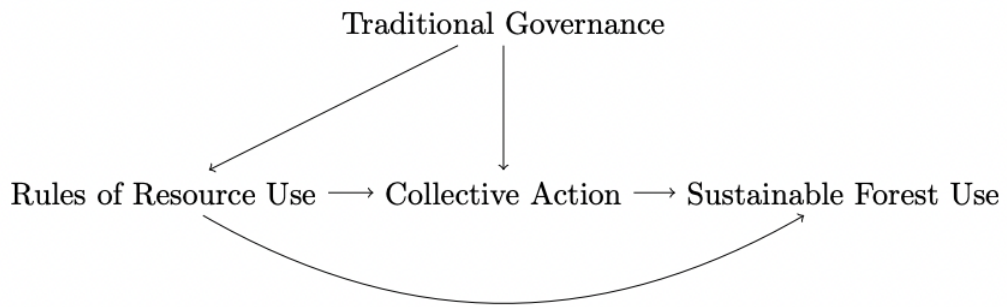 Traditional Governance
Rules of Resource Use
Collective Action
Sustainable Forest Use